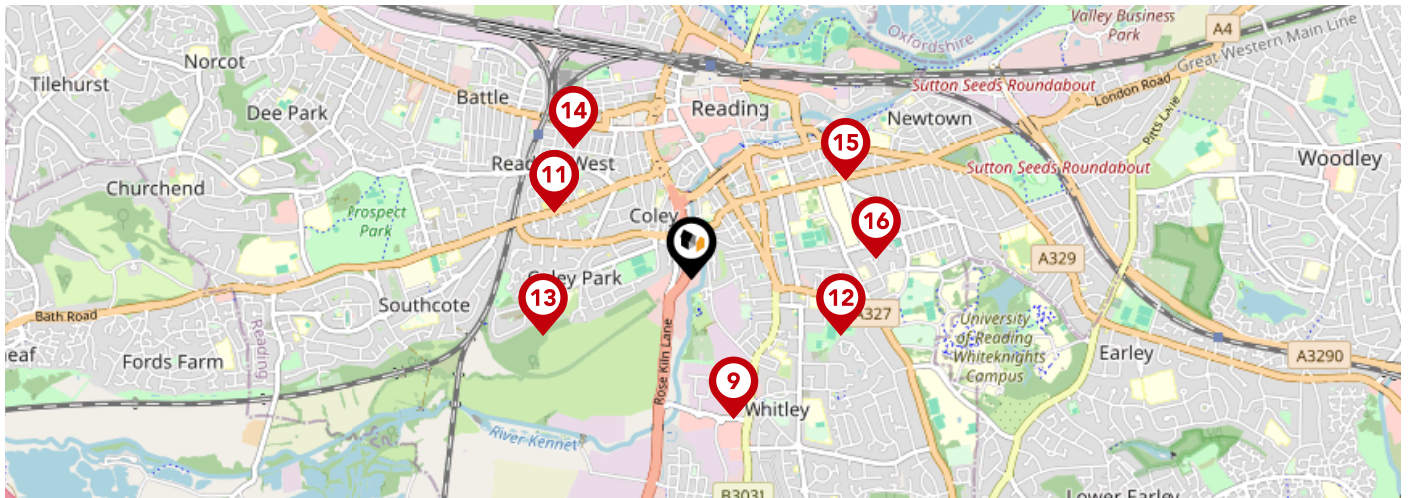 Valley Business
Park
A4
Oxfordshire
Great Western Main Line
Norcot
Tilehurst
Sutton Seeds Roundabout
London Road
Battle
Dee Park
14
Reading
Newtown
Pitts Lane
15
Woodley
West
Sutton Seeds Roundabout
11
Churchend
Prospect
Park
Coley
16
A329
Coley Park
13
12
Southcote
Bath Road
A327
University
of Reading
Whiteknights
Campus
Reading
Rose Kiln Lane
Fords Farm
Earley
A3290
9
Whitley
River Kennet
B3031
Lower Earley